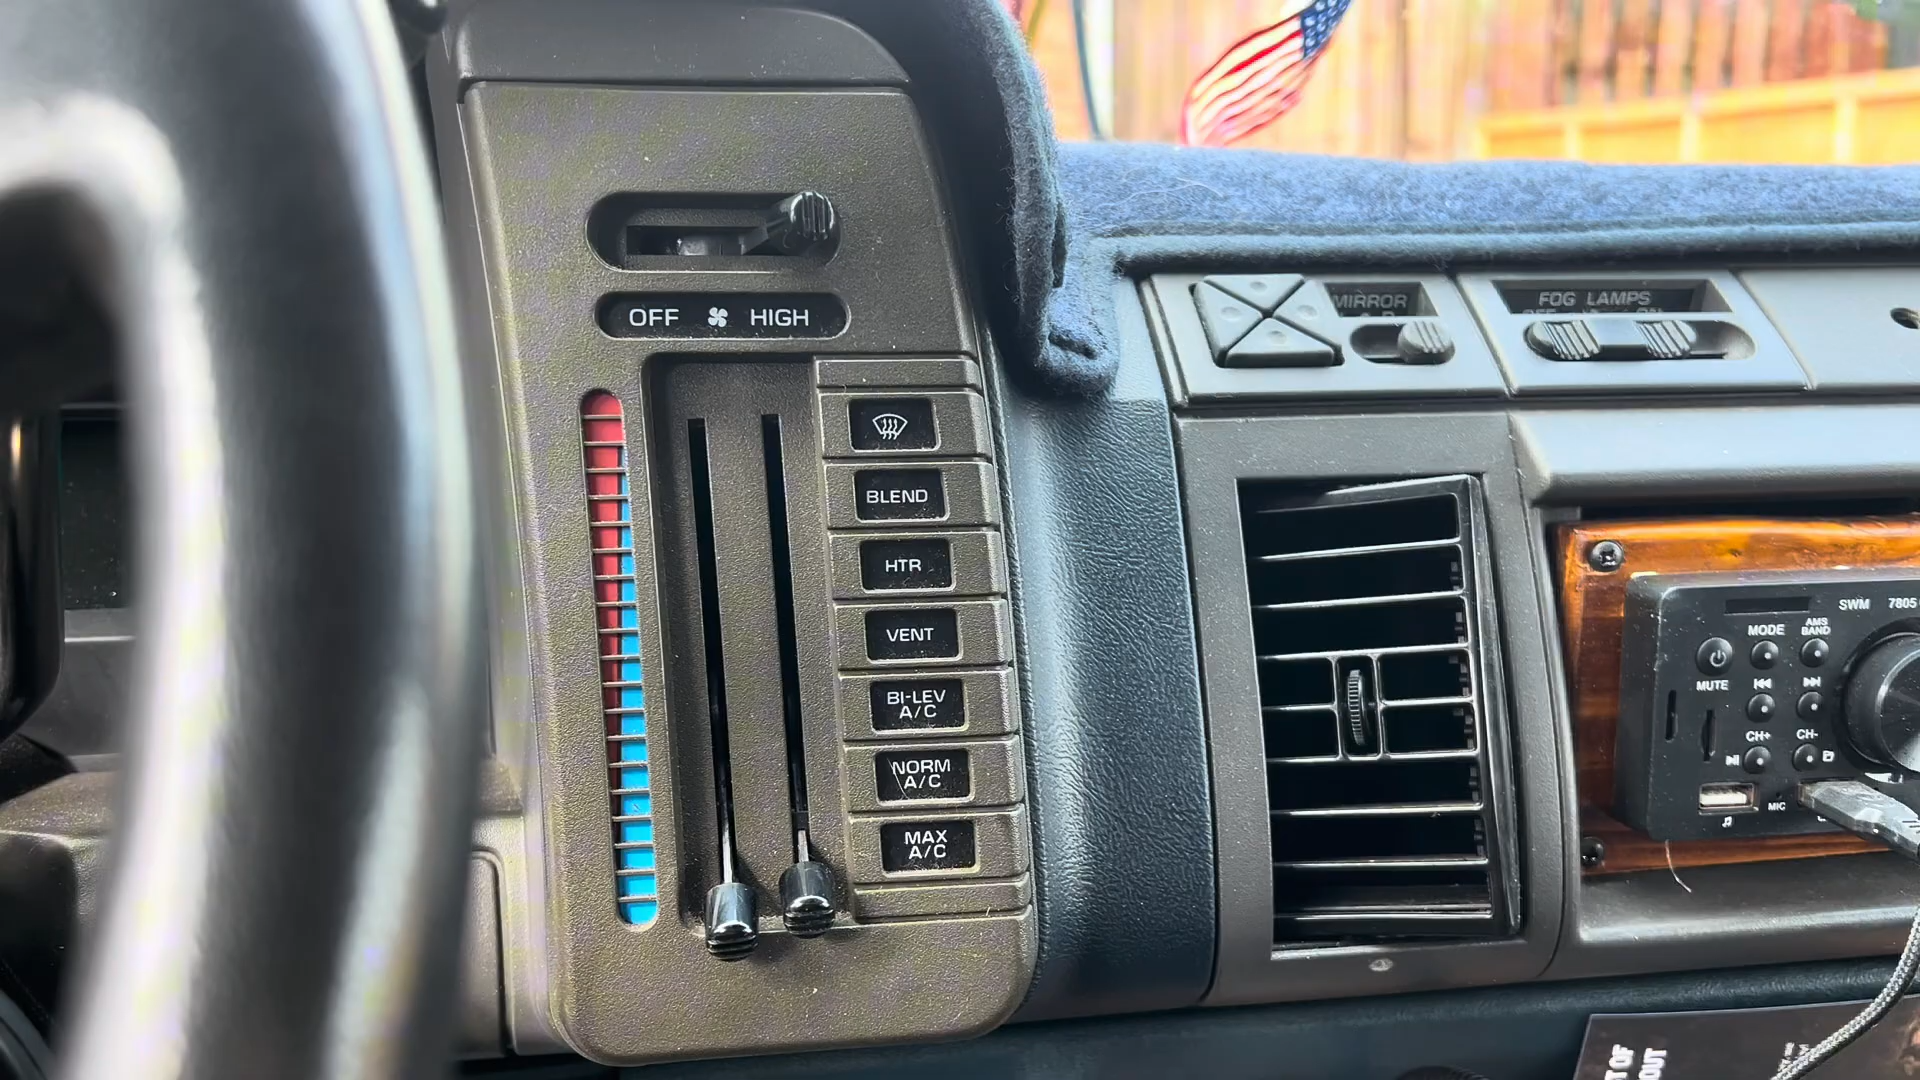 OFF HIGH
BLEND
HTR
VENT
BI-LEV
A/C
NORM
A/C
MAX
A/C
MIRROR
FOG LAMPS
SWM 7805
MODE
AMS
BAND
MUTE
CH+ CH-
MIC